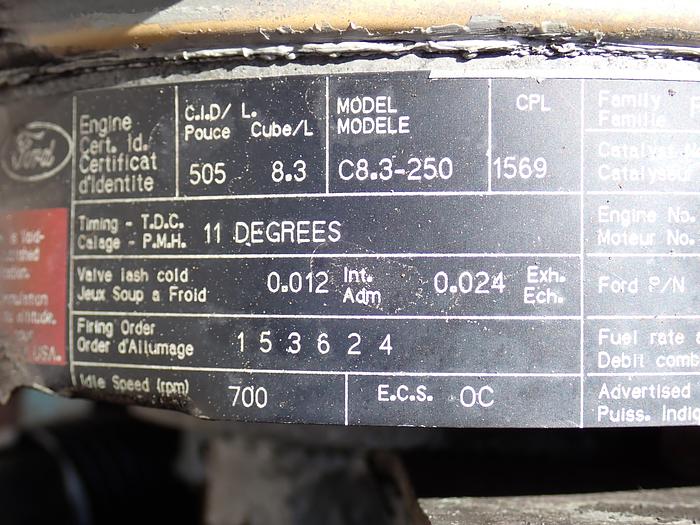 Ford
Engine
Cert. id.
Certificat
d'identite
C.I.D/ L.
Pouce Cube/L
505 8.3
MODEL
MODELE
C8.3-250
CPL
1569
Family
Famille
Catalyst
Timing - T.D.C.
Calage - P.M.H. 11 DEGREES
Engine No.
Moteur No.
Valve lash cold
Jeux Soup a Froid
0.012 Int.
Adm
0.024 Exh.
Ech.
Ford P/N
Firing Order
Order d'Allumage
1 5 3 6 2 4
Fuel rate
Debit
Idle Speed (rpm) 700
E.C.S. OC
Advertised
Puiss.
USA.